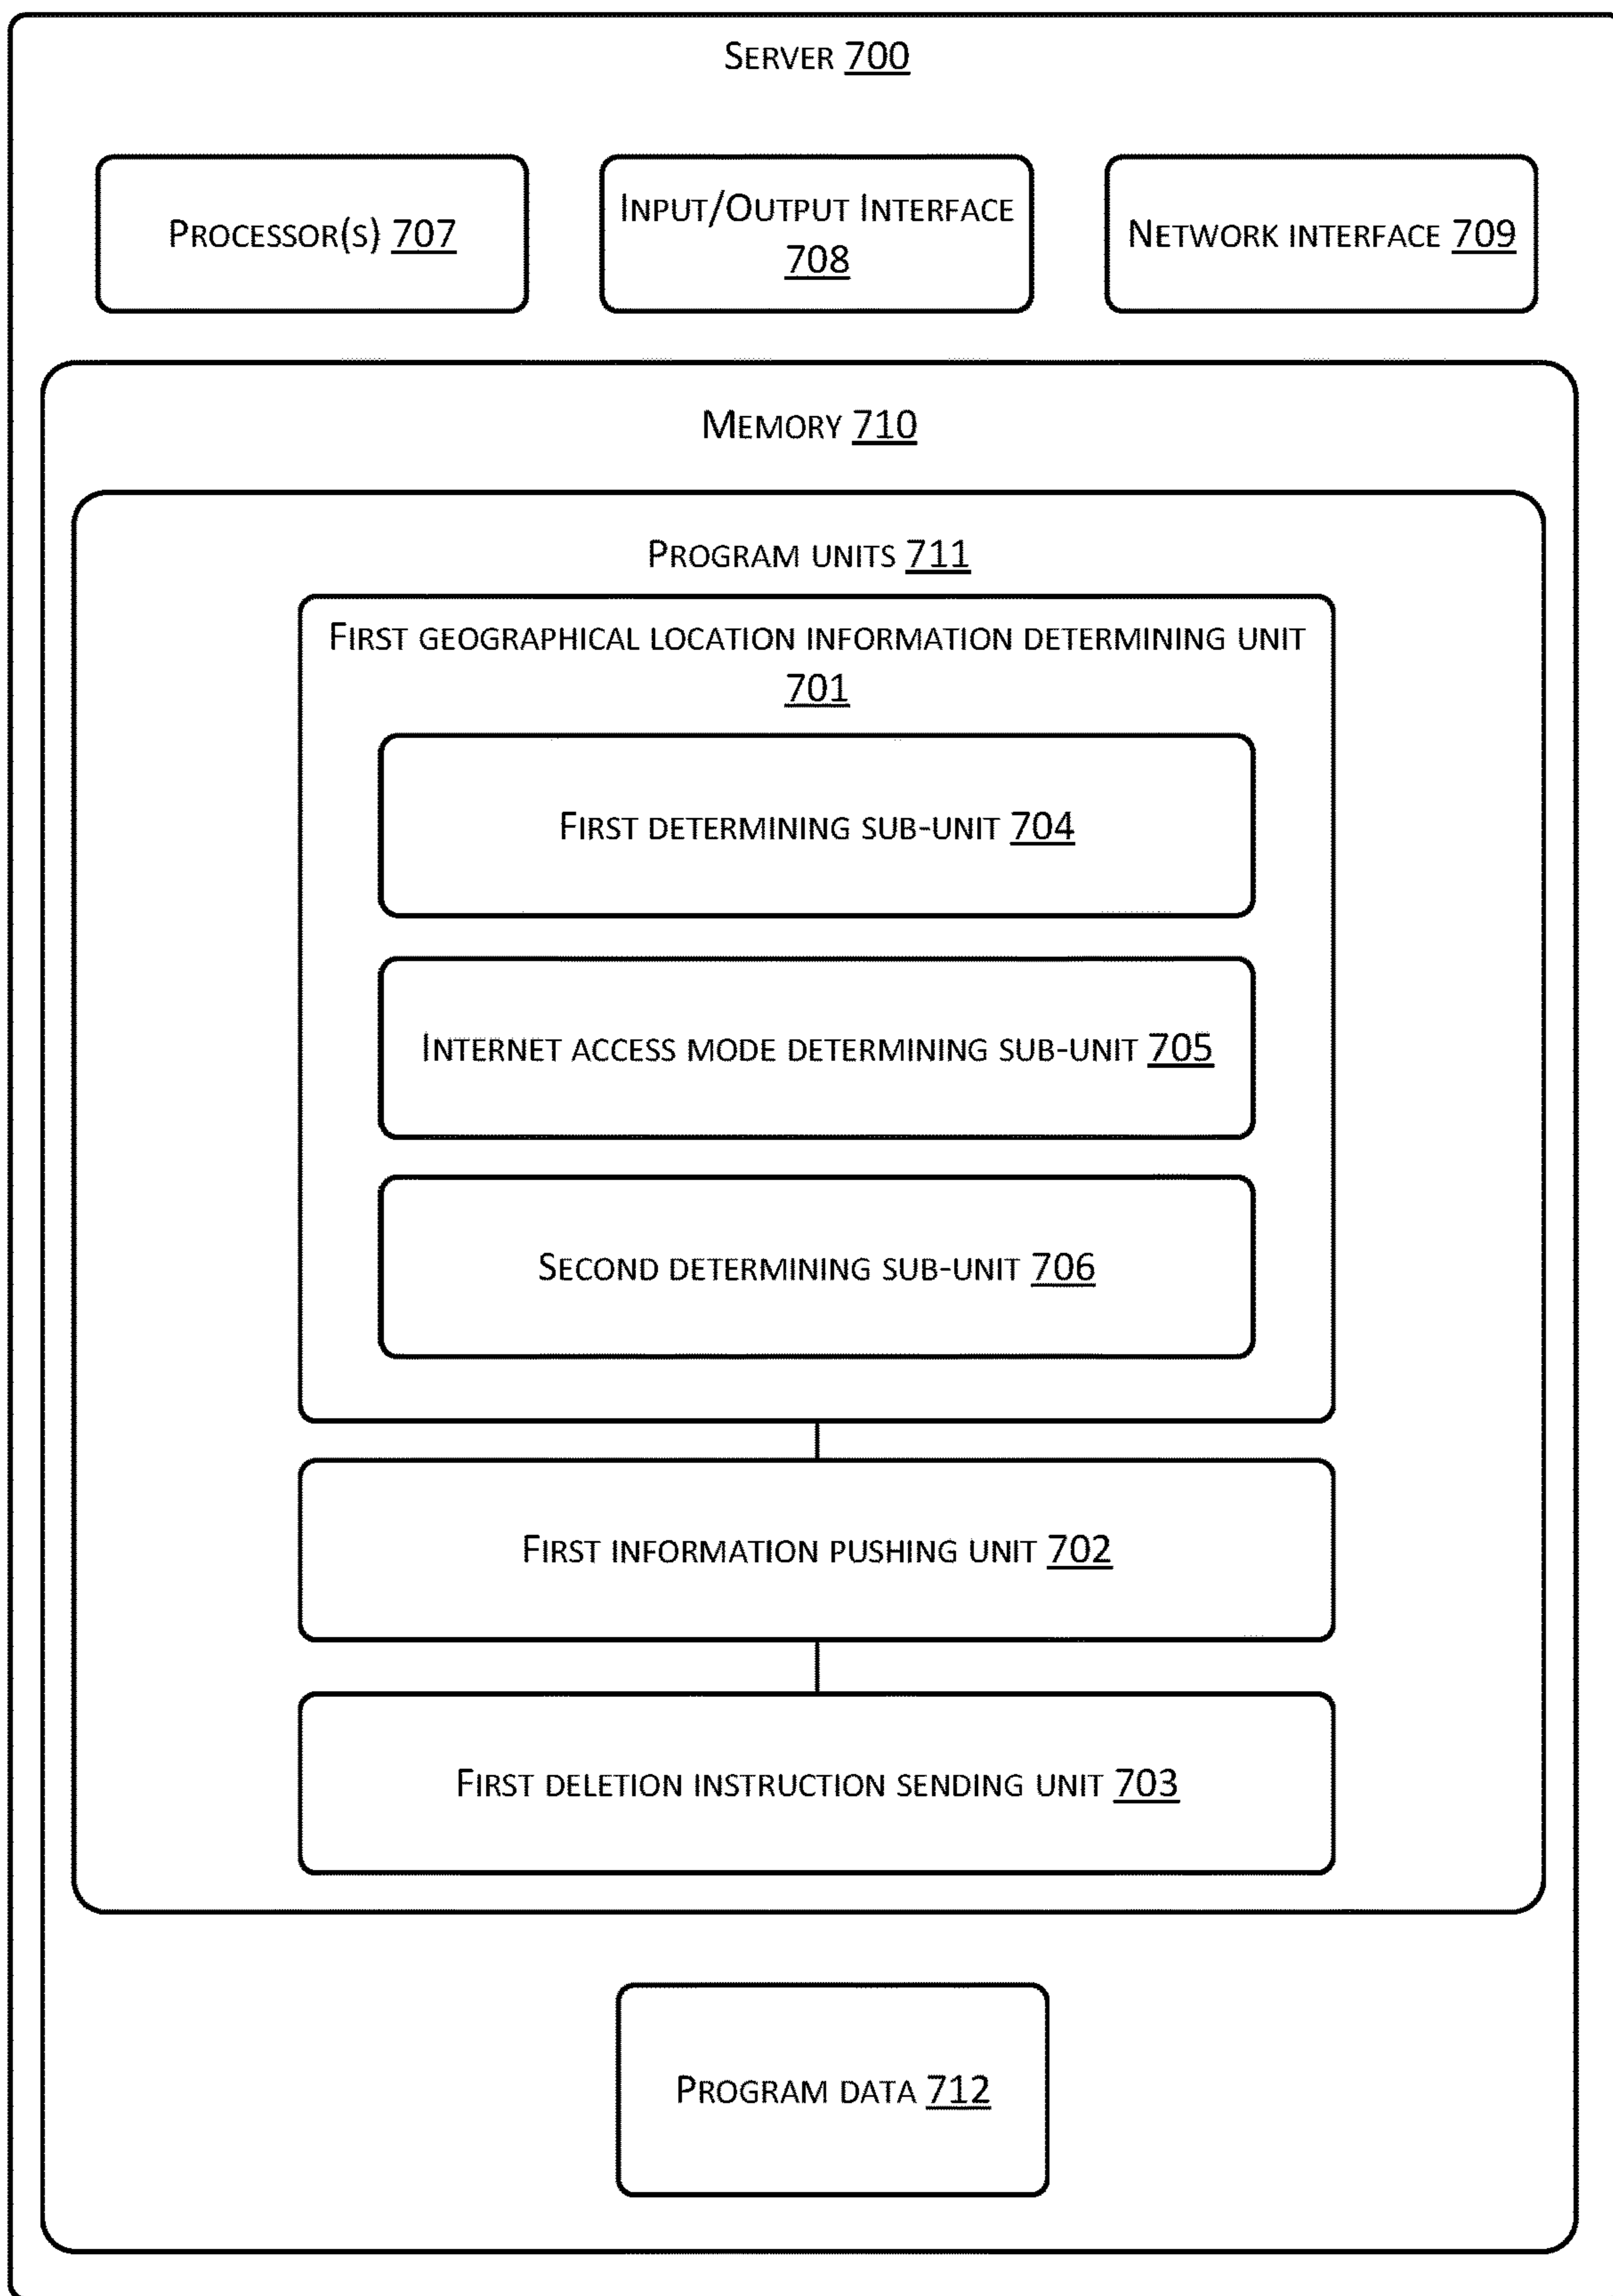 SERVER 700
PROCESSOR(S) 707
INPUT/OUTPUT INTERFACE
708
NETWORK INTERFACE 709
MEMORY 710
PROGRAM UNITS 711
FIRST GEOGRAPHICAL LOCATION INFORMATION DETERMINING UNIT
701
FIRST DETERMINING SUB-UNIT 704
INTERNET ACCESS MODE DETERMINING SUB-UNIT 705
SECOND DETERMINING SUB-UNIT 706
FIRST INFORMATION PUSHING UNIT 702
FIRST DELETION INSTRUCTION SENDING UNIT 703
PROGRAM DATA 712